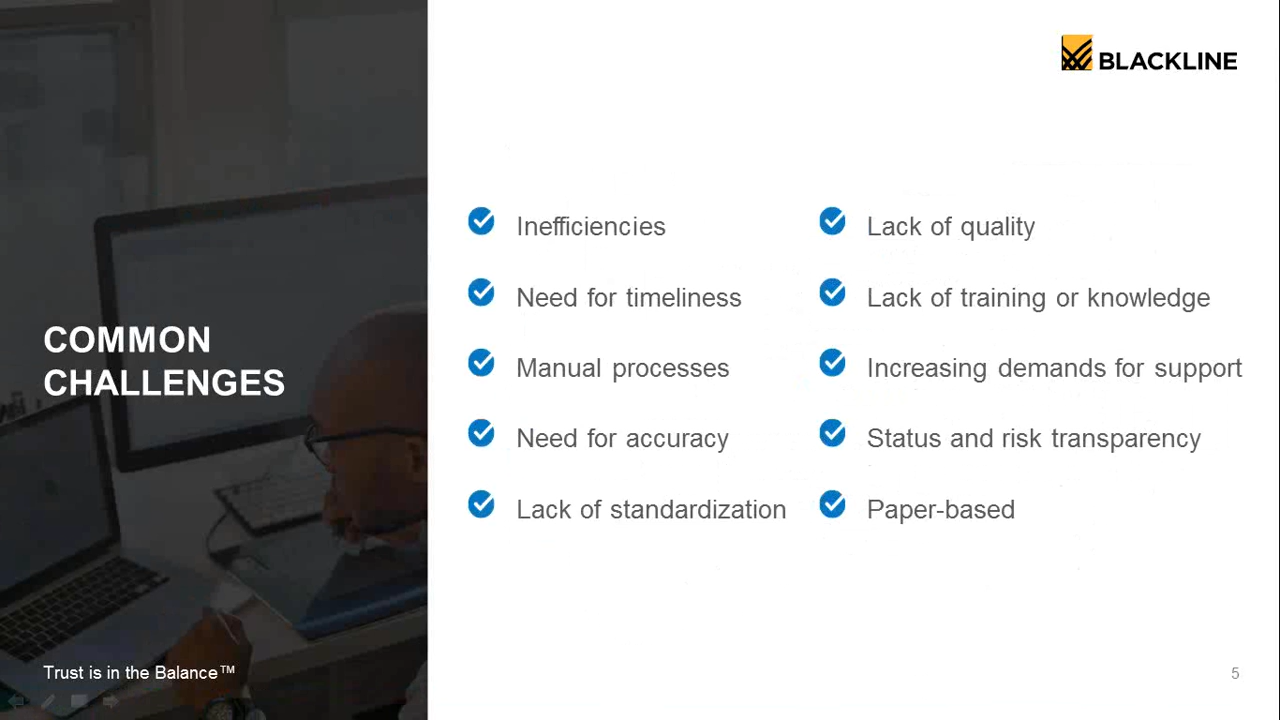 BLACKLINE
COMMON
CHALLENGES
Inefficiencies
Need for timeliness
Manual processes
Need for accuracy
Lack of standardization
Lack of quality
Lack of training or knowledge
Increasing demands for support
Status and risk transparency
Paper-based
Trust is in the Balance™
5